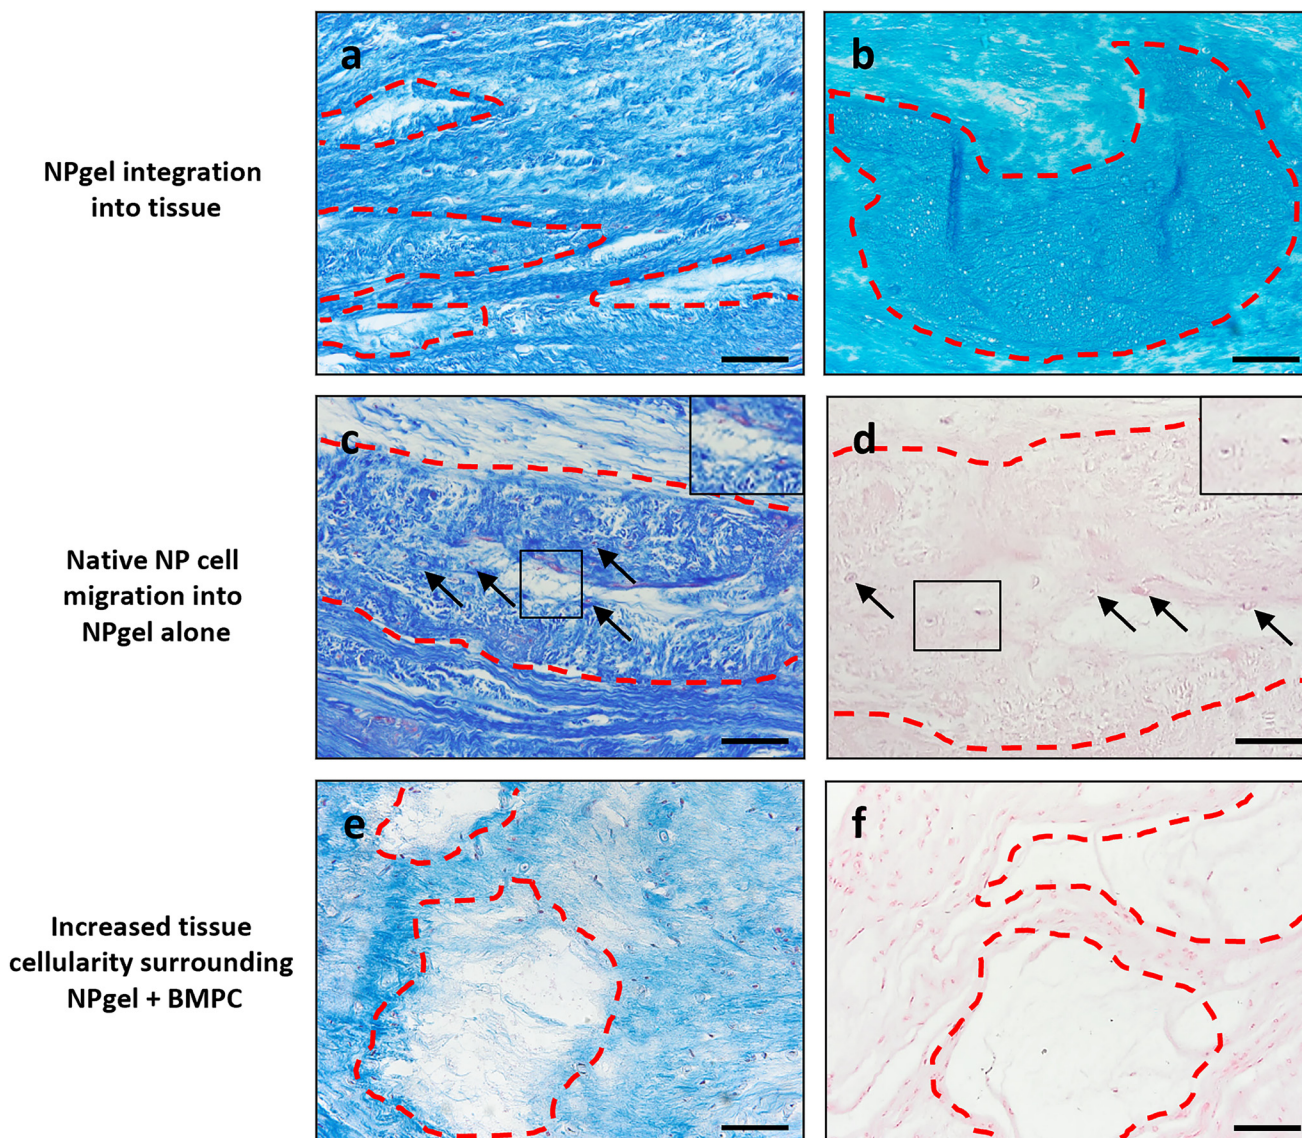 a
b
NPgel integration
into tissue
c
d
Native NP cell
migration into
NPgel alone
e
f
Increased tissue
cellularity surrounding
NPgel + BMPC